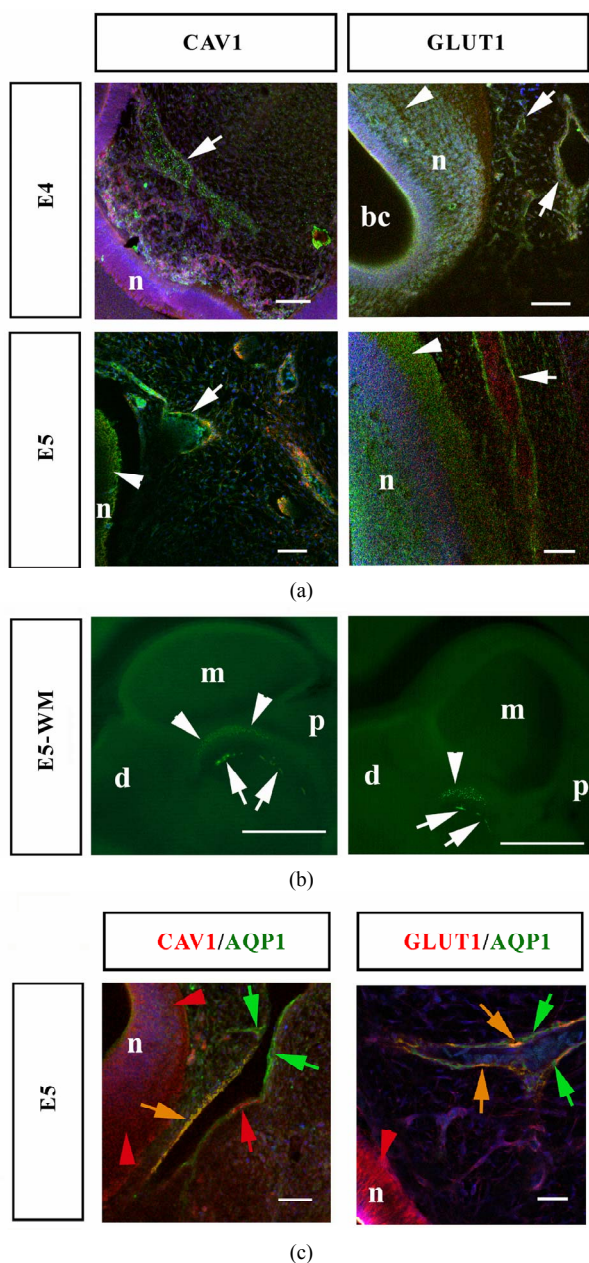 CAV1 GLUT1
E4
n n bc
E5
n n
(a)
E5-WM
m p d m d p
(b)
CAV1/AQP1 GLUT1/AQP1
E5
n n
(c)